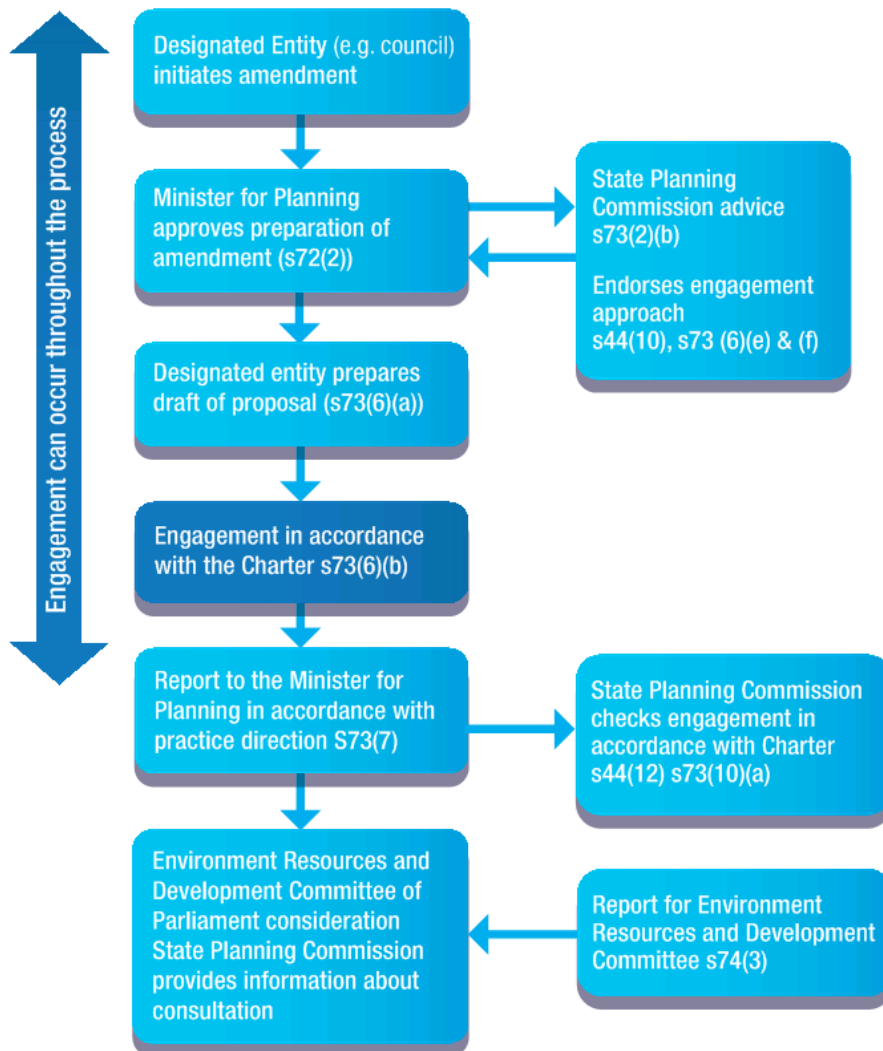 Engagement can occur throughout the process
Designated Entity (e.g. council)
initiates amendment
Minister for Planning
approves preparation of
amendment (s72(2))
State Planning
Commission advice
s73(2)(b)
Endorses engagement
approach
s44(10), s73 (6)(e) & (f)
Designated entity prepares
draft of proposal (s73(6)(a))
Engagement in accordance
with the Charter s73(6)(b)
Report to the Minister for
Planning in accordance with
practice direction S73(7)
State Planning Commission
checks engagement in
accordance with Charter
s44(12) s73(10)(a)
Environment Resources and
Development Committee of
Parliament consideration
State Planning Commission
provides information about
consultation
Report for Environment
Resources and Development
Committee s74(3)